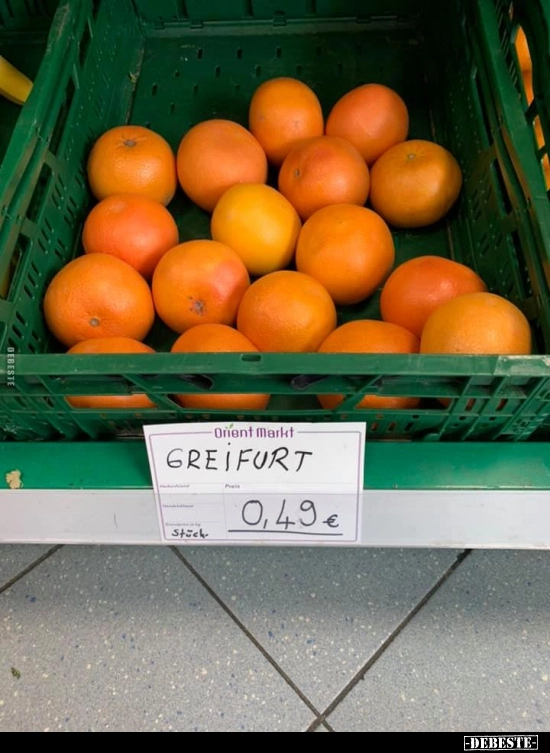 DEBESTE
Orient Markt
GREIFURT
Preis
0,49 €
Stück
-DEBESTE-